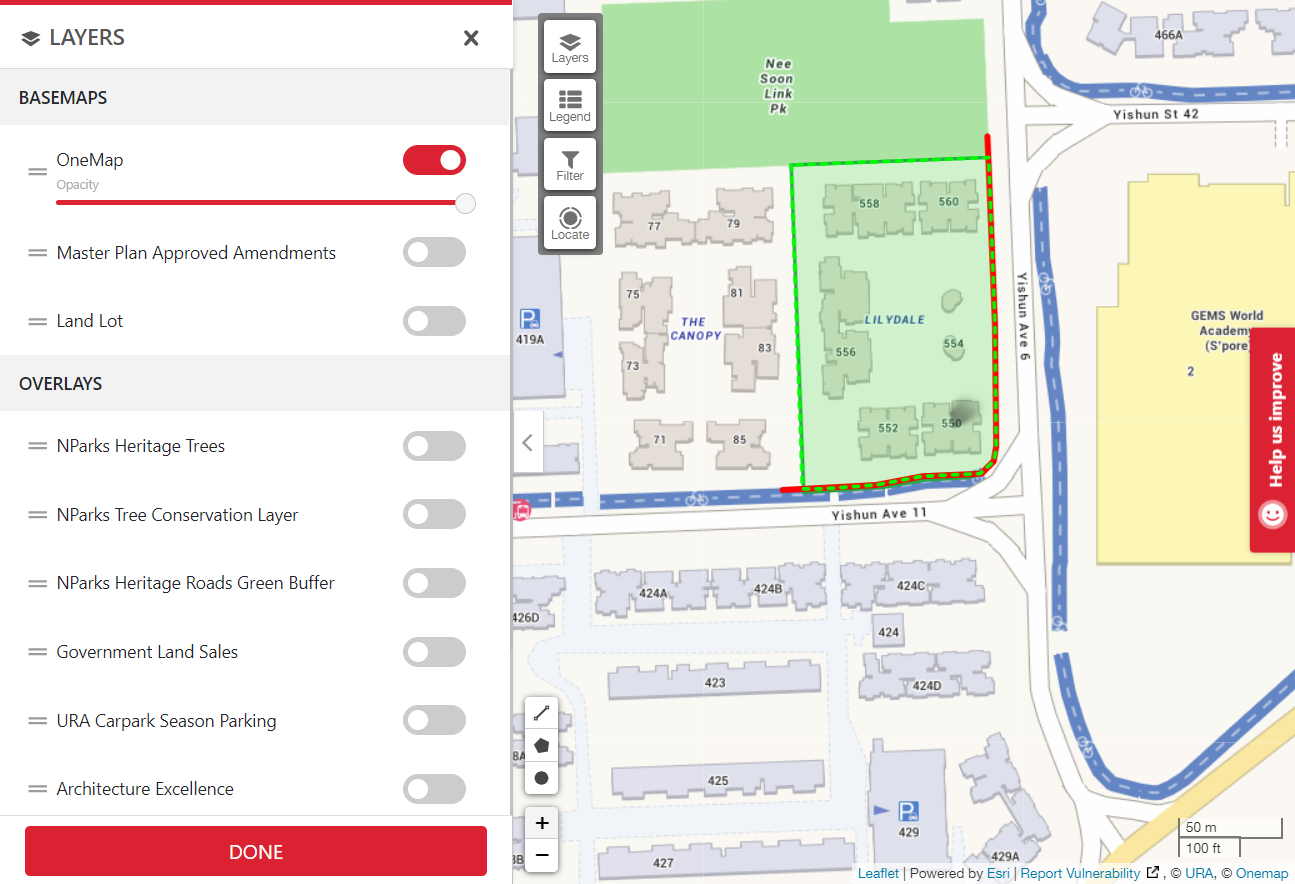 LAYERS
BASEMAPS
OneMap
Opacity
Master Plan Approved Amendments
Land Lot
OVERLAYS
NParks Heritage Trees
NParks Tree Conservation Layer
NParks Heritage Roads Green Buffer
Government Land Sales
URA Carpark Season Parking
Architecture Excellence
DONE
Layers
Legend
Filter
Locate
Nee
Soon
Link
Pk
466A
Yishun St 42
77
79
558
560
75
81
419A
THE
CANOPY
LILYDALE
83
73
556
554
Yishun Ave 6
GEMS World
Academy
(S'pore)
2
Help us improve
71
85
552
550
Yishun Ave 11
424A
424B
424C
426D
424
423
424D
425
429
427
429A
+
−
50 m
100 ft
Leaflet | Powered by Esri | Report Vulnerability , © URA, © Onemap